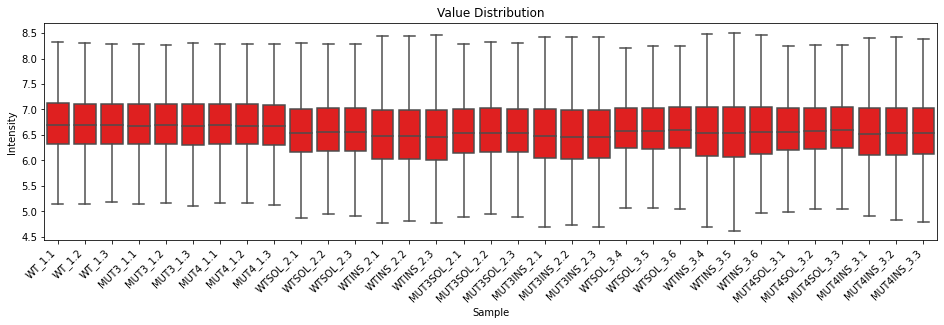 Value Distribution
8.5
8.0
7.5
7.0
6.5
6.0
5.5
5.0
4.5
Intensity
WT_1.1
WT_1.2
WT_1.3
MUT3_1.1
MUT3_1.2
MUT3_1.3
MUT4_1.1
MUT4_1.2
MUT4_1.3
WTSOL_2.1
WTSOL_2.2
WTSOL_2.3
WTINS_2.1
WTINS_2.2
WTINS_2.3
MUT3SOL_2.1
MUT3SOL_2.2
MUT3SOL_2.3
MUT3INS_2.1
MUT3INS_2.2
MUT3INS_2.3
WTSOL_3.4
WTSOL_3.5
WTSOL_3.6
WTINS_3.4
WTINS_3.5
WTINS_3.6
MUT4SOL_3.1
MUT4SOL_3.2
MUT4SOL_3.3
MUT4INS_3.1
MUT4INS_3.2
MUT4INS_3.3
Sample